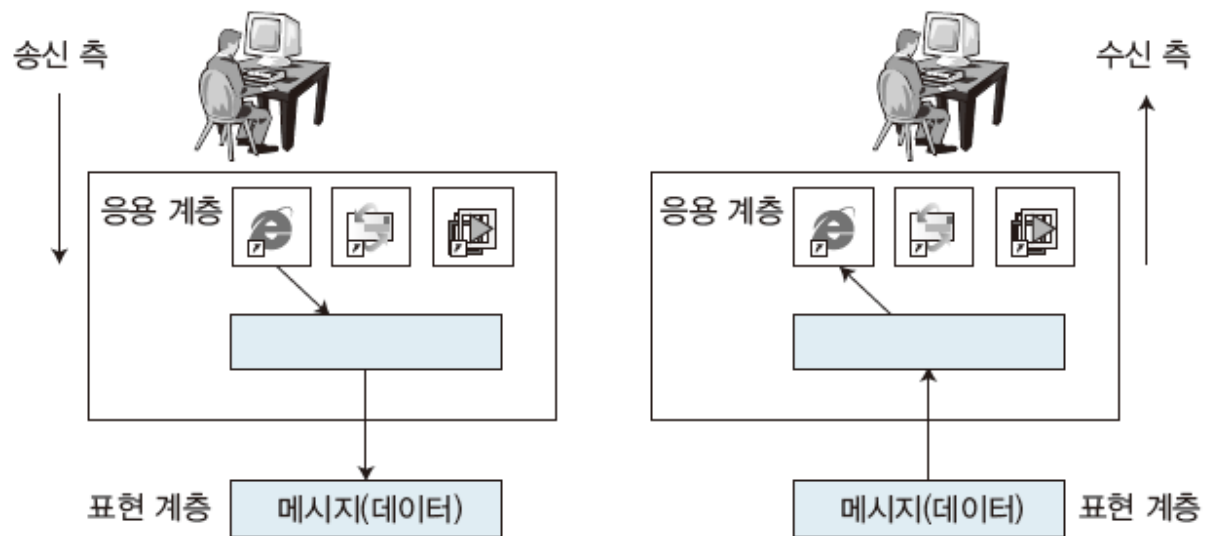 송신 측
수신 측
응용 계층
응용 계층
표현 계층
메시지(데이터)
메시지(데이터)
표현 계층